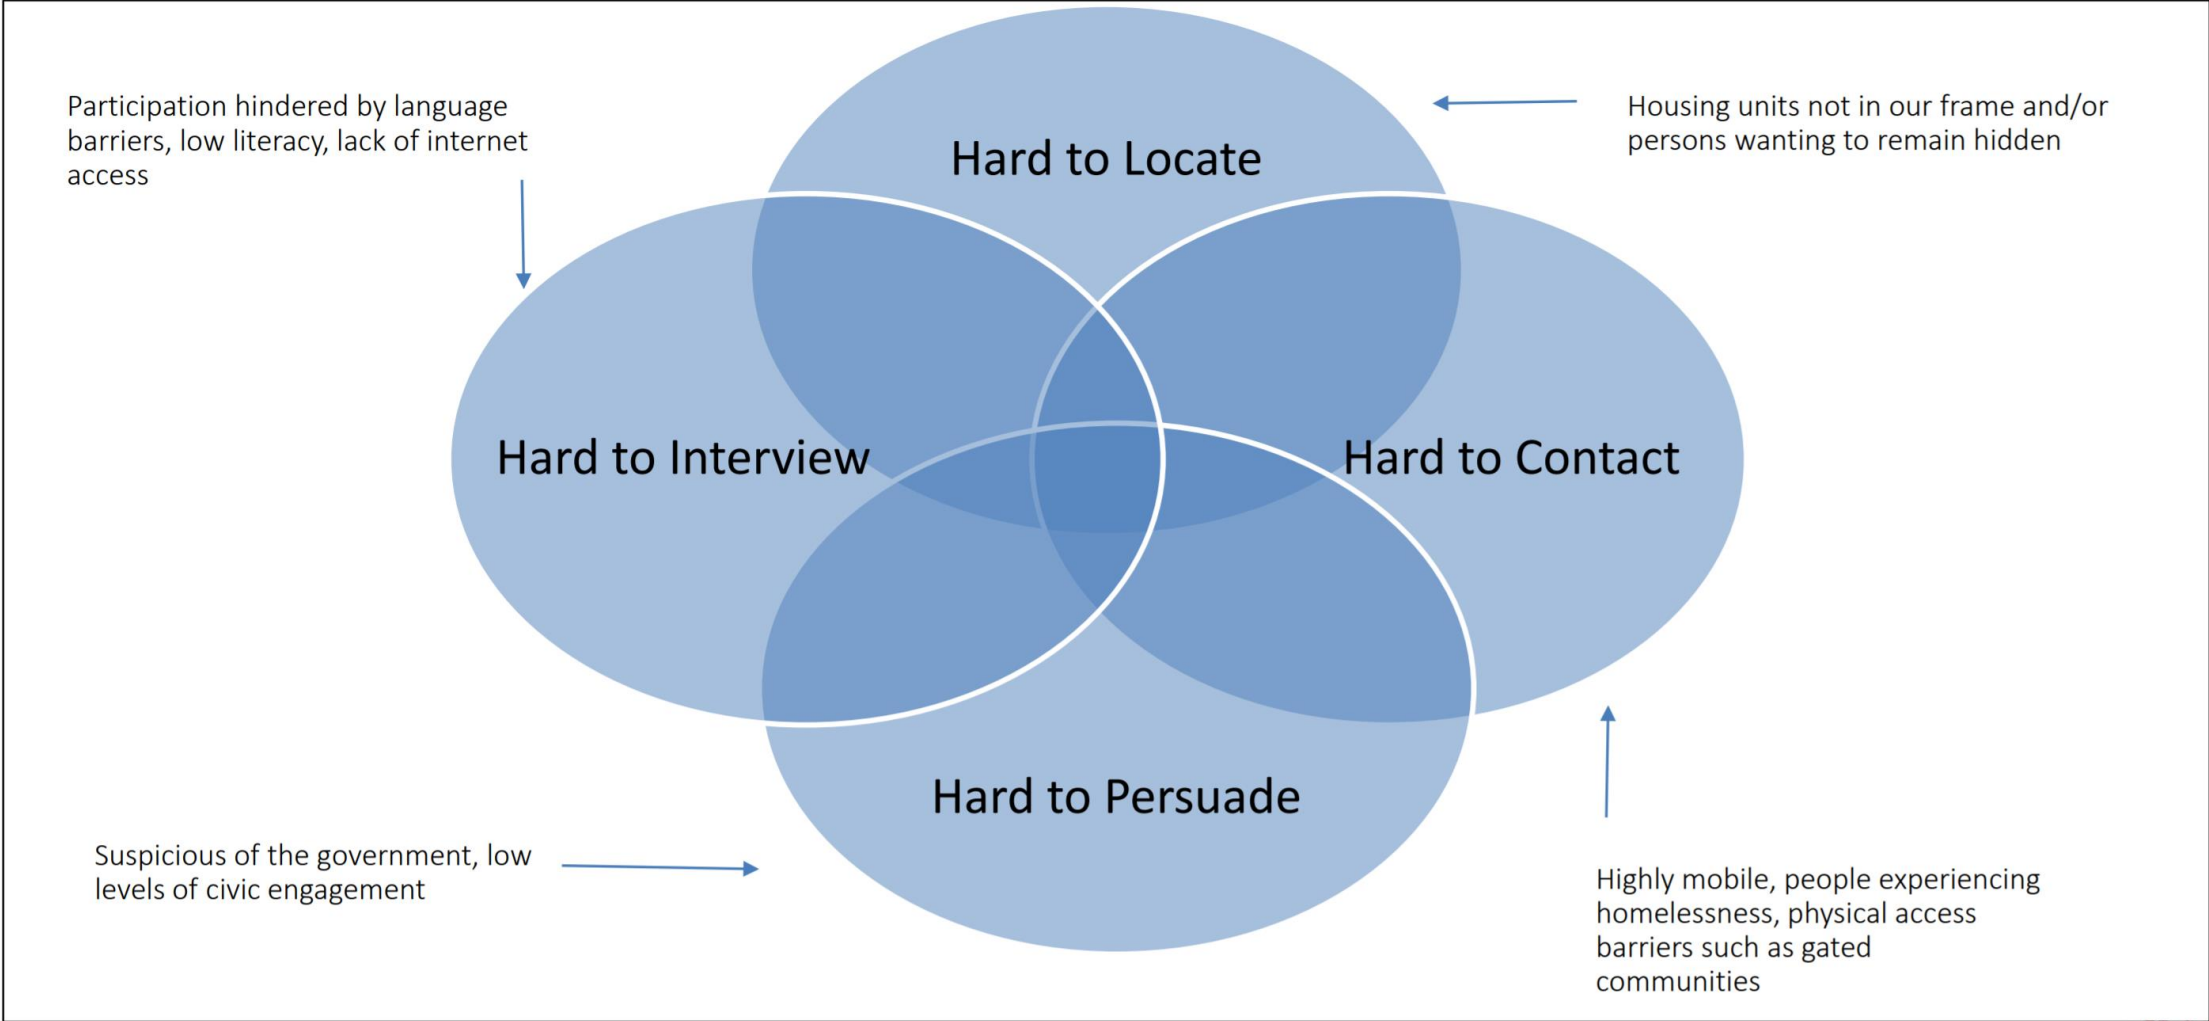 Participation hindered by language
barriers, low literacy, lack of internet
access
Housing units not in our frame and/or
persons wanting to remain hidden
Hard to Locate
Hard to Interview
Hard to Contact
Hard to Persuade
Suspicious of the government, low
levels of civic engagement
Highly mobile, people experiencing
homelessness, physical access
barriers such as gated
communities